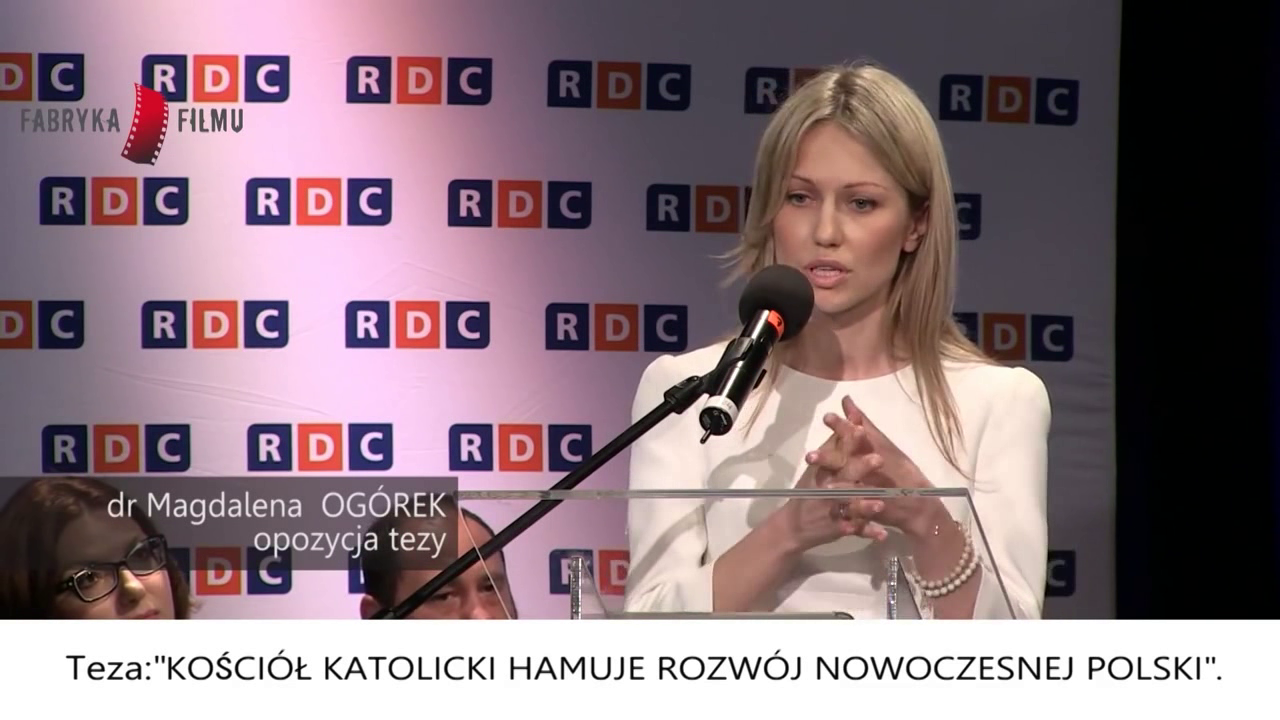 RDC RDC RDC RDC RDC
FABRYKA FILMU
RDC RDC RDC RDC
RDC RDC RDC RDC RDC
RDC RDC RDC
dr Magdalena OGÓREK
opozycja tezy
Teza:"KOŚCIÓŁ KATOLICKI HAMUJE ROZWÓJ NOWOCZESNEJ POLSKI".